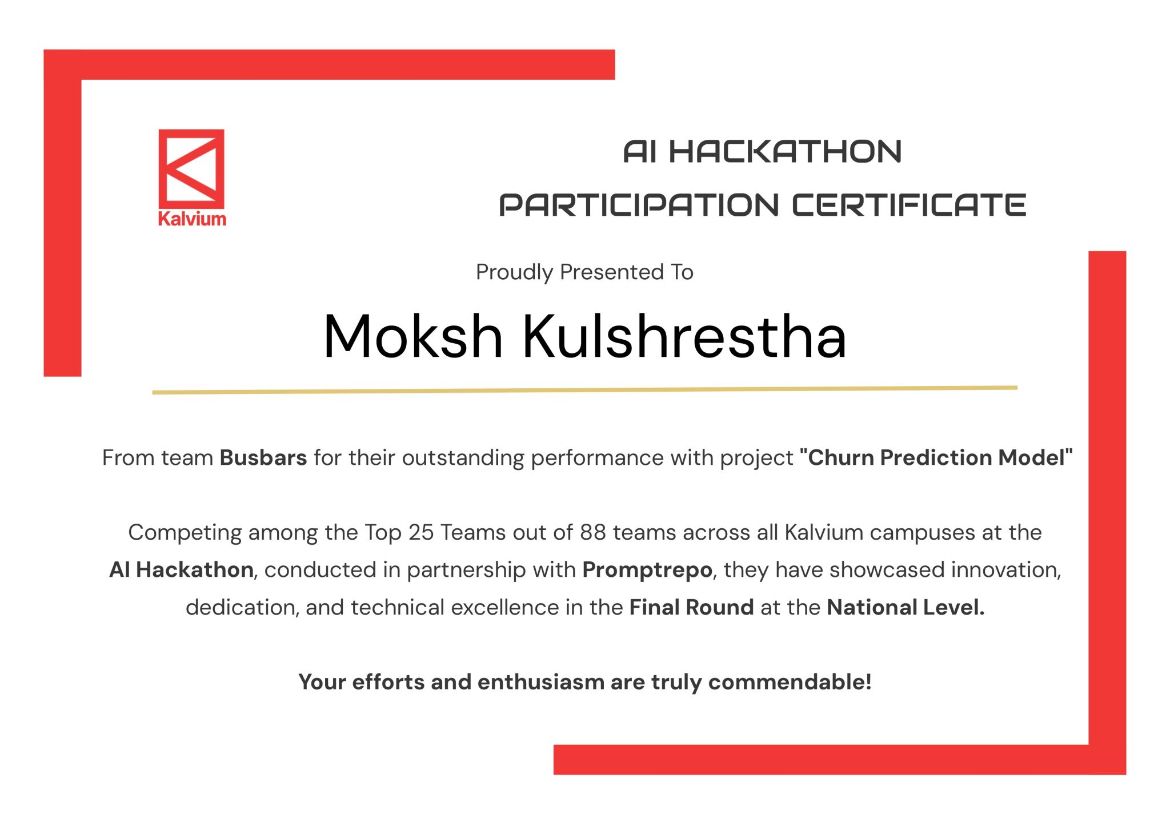 Kalvium
AI HACKATHON
PARTICIPATION CERTIFICATE
Proudly Presented To
Moksh Kulshrestha
From team Busbars for their outstanding performance with project "Churn Prediction Model"
Competing among the Top 25 Teams out of 88 teams across all Kalvium campuses at the
AI Hackathon, conducted in partnership with Promptrepo, they have showcased innovation,
dedication, and technical excellence in the Final Round at the National Level.
Your efforts and enthusiasm are truly commendable!